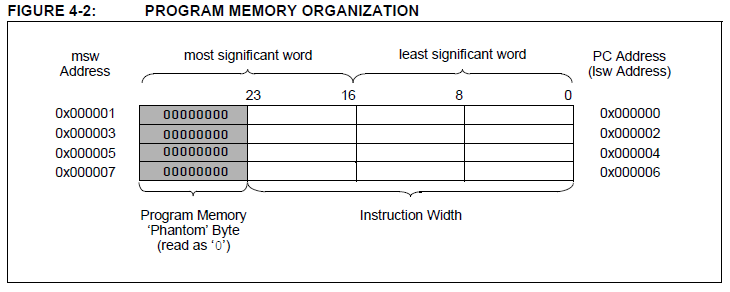 FIGURE 4-2: PROGRAM MEMORY ORGANIZATION
msw
Address
most significant word
least significant word
PC Address
(lsw Address)
23 16 8 0
0x000001 00000000 0x000000
0x000003 00000000 0x000002
0x000005 00000000 0x000004
0x000007 00000000 0x000006
Program Memory
‘Phantom’ Byte
(read as ‘0’)
Instruction Width